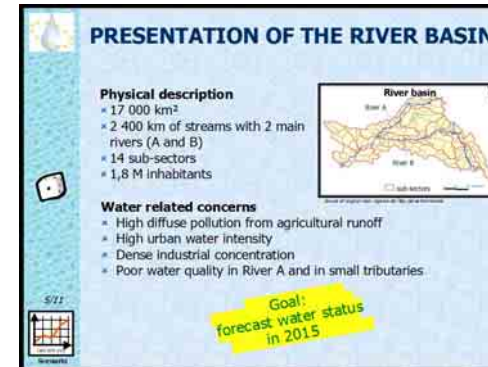 PRESENTATION OF THE RIVER BASIN
Physical description
17 000 km²
2 400 km of streams with 2 main
rivers (A and B)
14 sub-sectors
1,8 M inhabitants
River basin
River A
River B
sub-sectors
Water related concerns
High diffuse pollution from agricultural runoff
High urban water intensity
Dense industrial concentration
Poor water quality in River A and in small tributaries
Goal:
forecast water status
in 2015
5/11
Scenarios